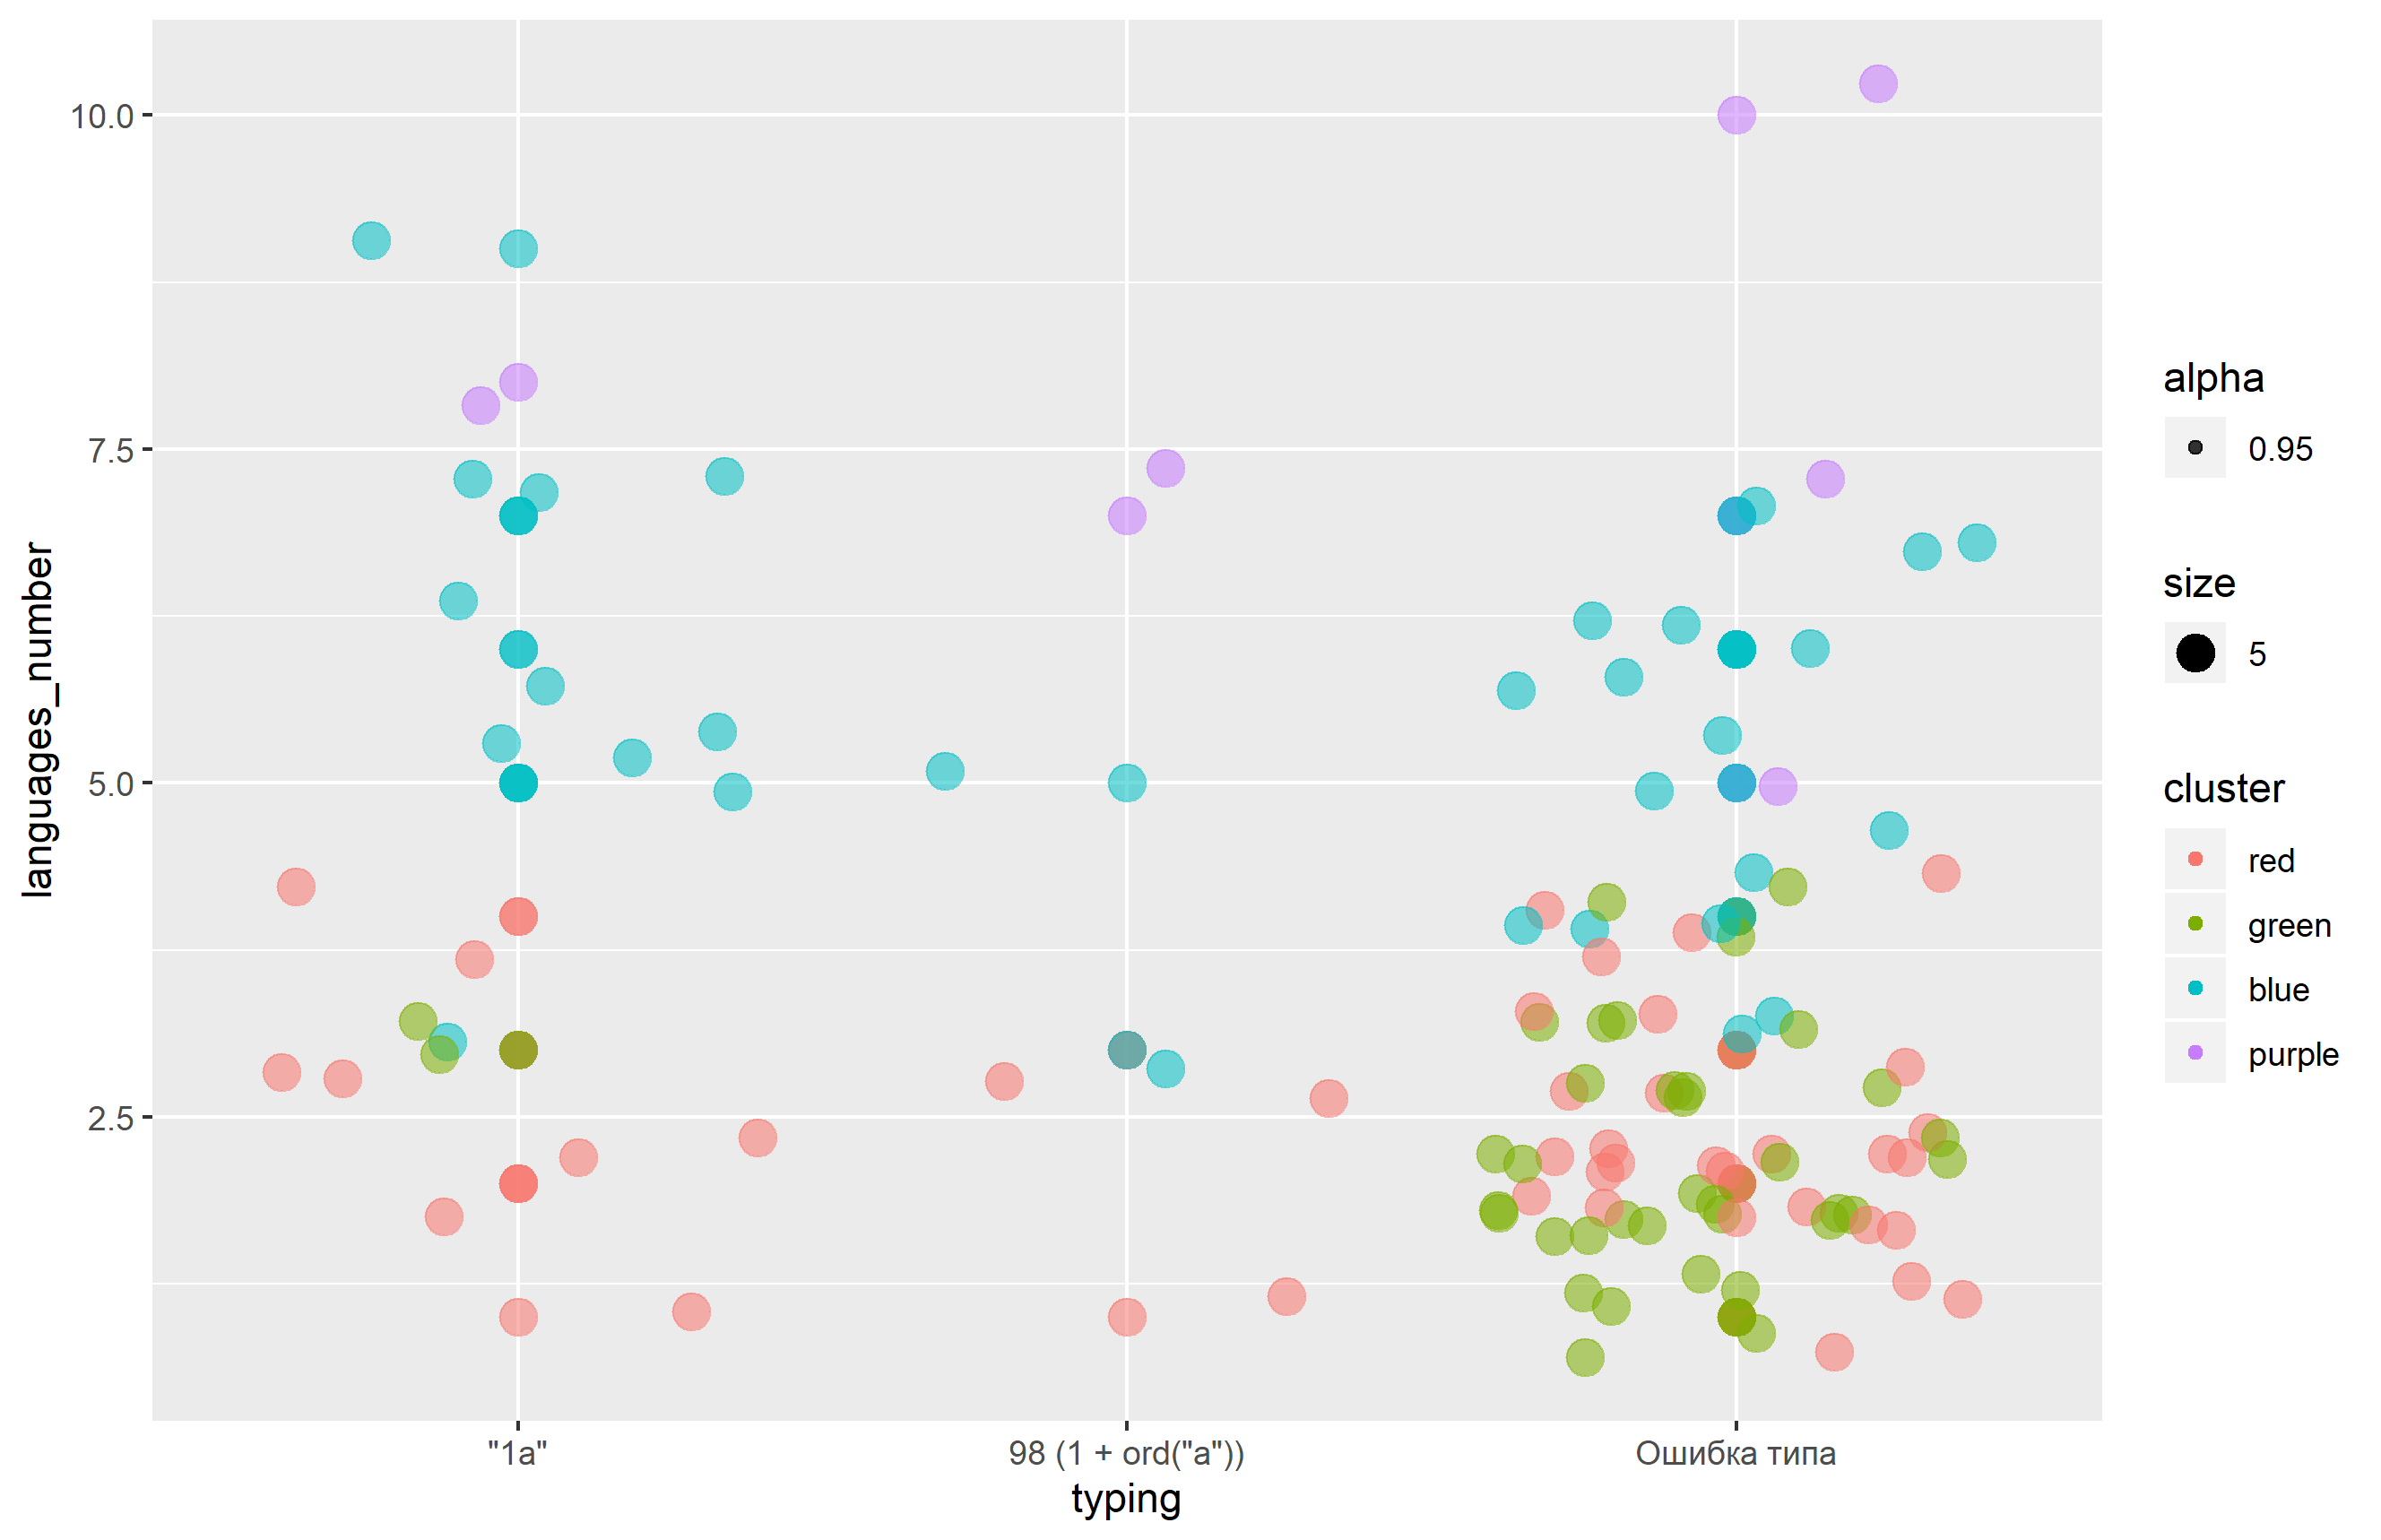 10.0
7.5
5.0
2.5
languages_number
"1a"
98 (1 + ord("a"))
Ошибка типа
typing
alpha
0.95
size
5
cluster
red
green
blue
purple